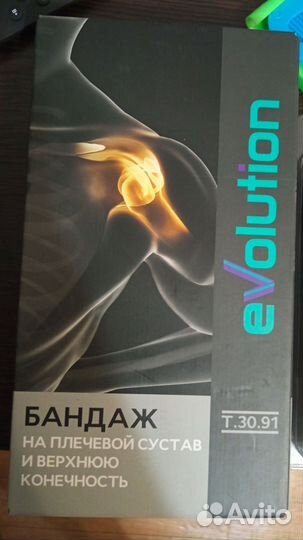 evolution
БАНДАЖ
НА ПЛЕЧЕВОЙ СУСТАВ
И ВЕРХНЮЮ
КОНЕЧНОСТЬ
Т.30.91
Avito